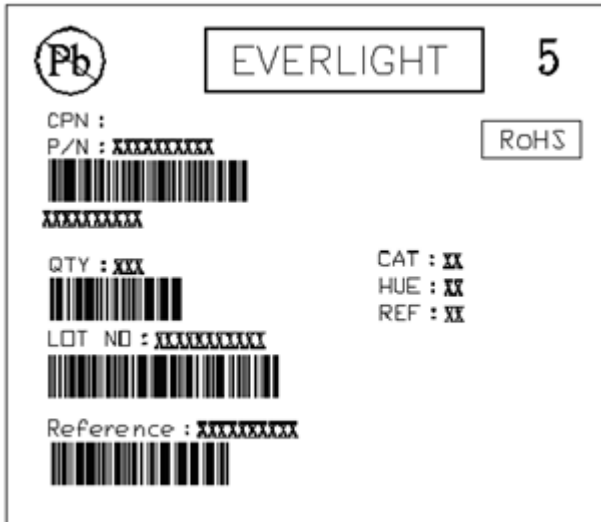 Pb
EVERLIGHT
5
CPN :
P/N : XXXXXXXXXX
RoHS
XXXXXXXXXX
QTY : XXX
CAT : XX
HUE : XX
REF : XX
LOT NO : XXXXXXXXXXX
Reference : XXXXXXXXXX